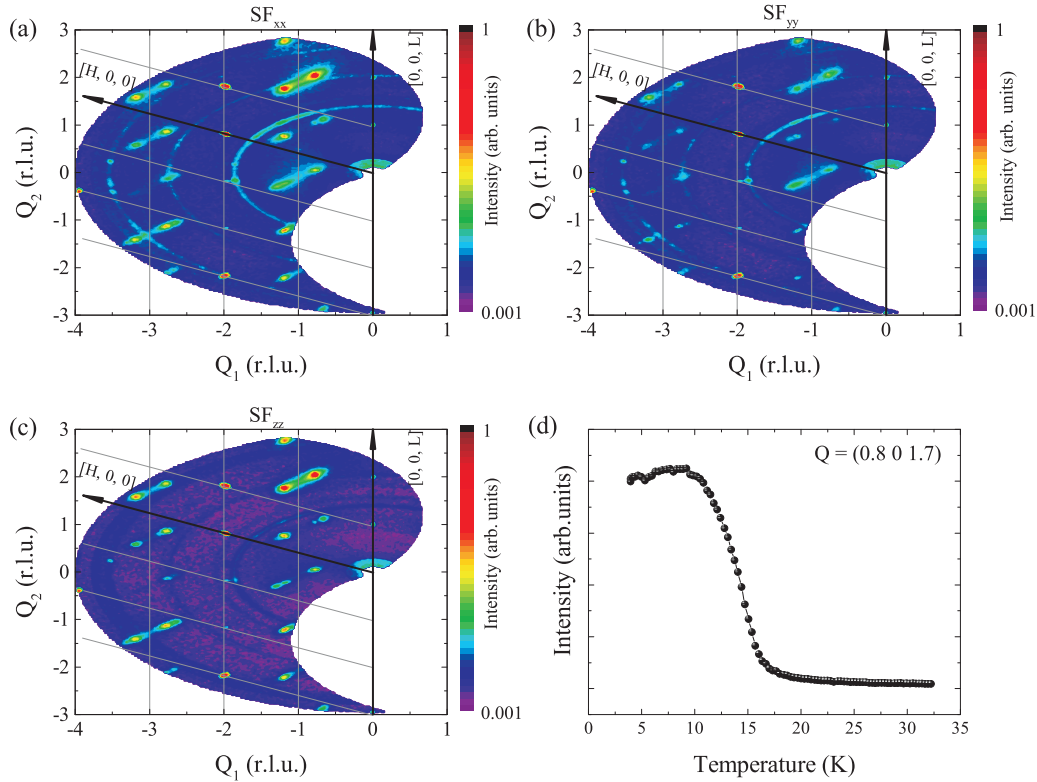 (a)
SF_xx
3
2
1
0
-1
-2
-3
Q_2 (r.l.u.)
[H, 0, 0]
[0, 0, L]
-4
-3
-2
-1
0
1
Q_1 (r.l.u.)
1
Intensity (arb. units)
0.001
(b)
SF_yy
3
2
1
0
-1
-2
-3
Q_2 (r.l.u.)
[H, 0, 0]
[0, 0, L]
-4
-3
-2
-1
0
1
Q_1 (r.l.u.)
1
Intensity (arb. units)
0.001
(c)
SF_zz
3
2
1
0
-1
-2
-3
Q_2 (r.l.u.)
[H, 0, 0]
[0, 0, L]
-4
-3
-2
-1
0
1
Q_1 (r.l.u.)
1
Intensity (arb. units)
0.001
(d)
Q = (0.8 0 1.7)
Intensity (arb.units)
0
5
10
15
20
25
30
35
Temperature (K)